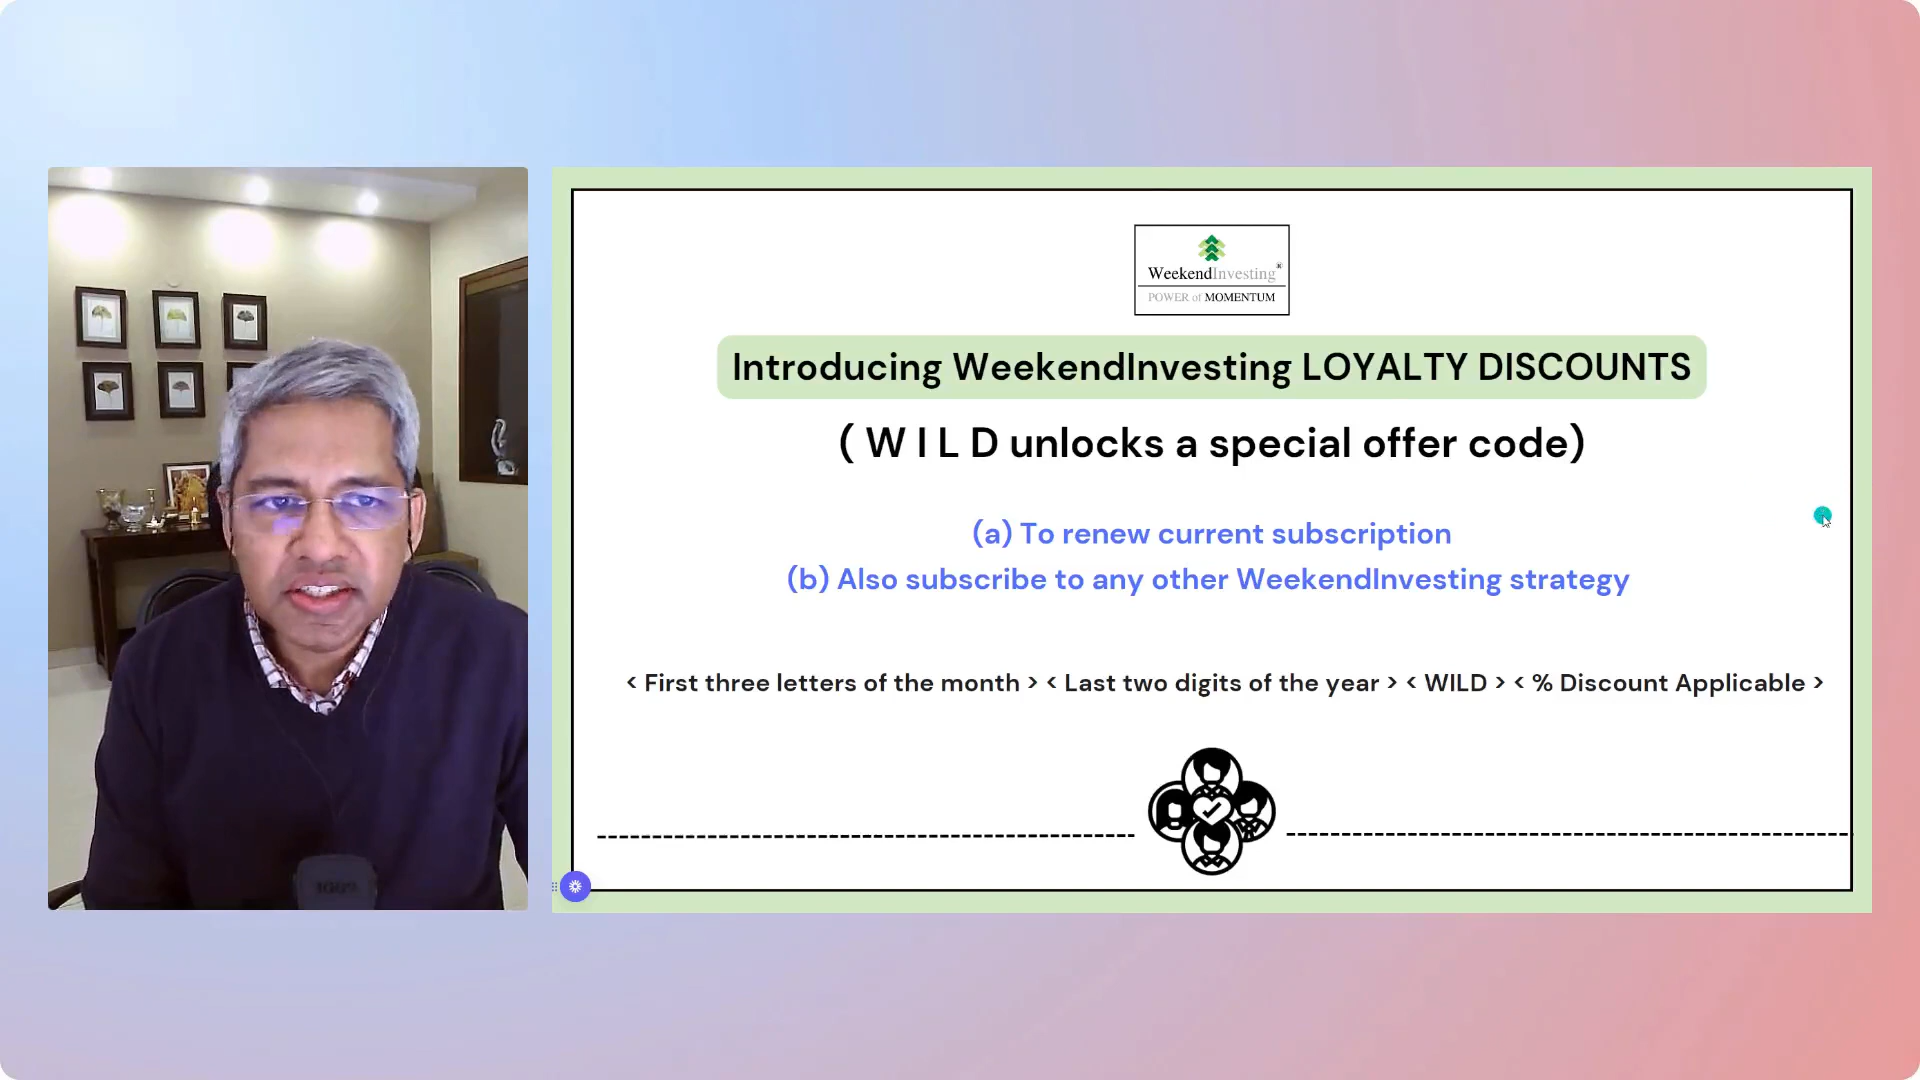 WeekendInvesting®
POWER of MOMENTUM
Introducing WeekendInvesting LOYALTY DISCOUNTS
( W I L D unlocks a special offer code)
(a) To renew current subscription
(b) Also subscribe to any other WeekendInvesting strategy
< First three letters of the month > < Last two digits of the year > < WILD > < % Discount Applicable >